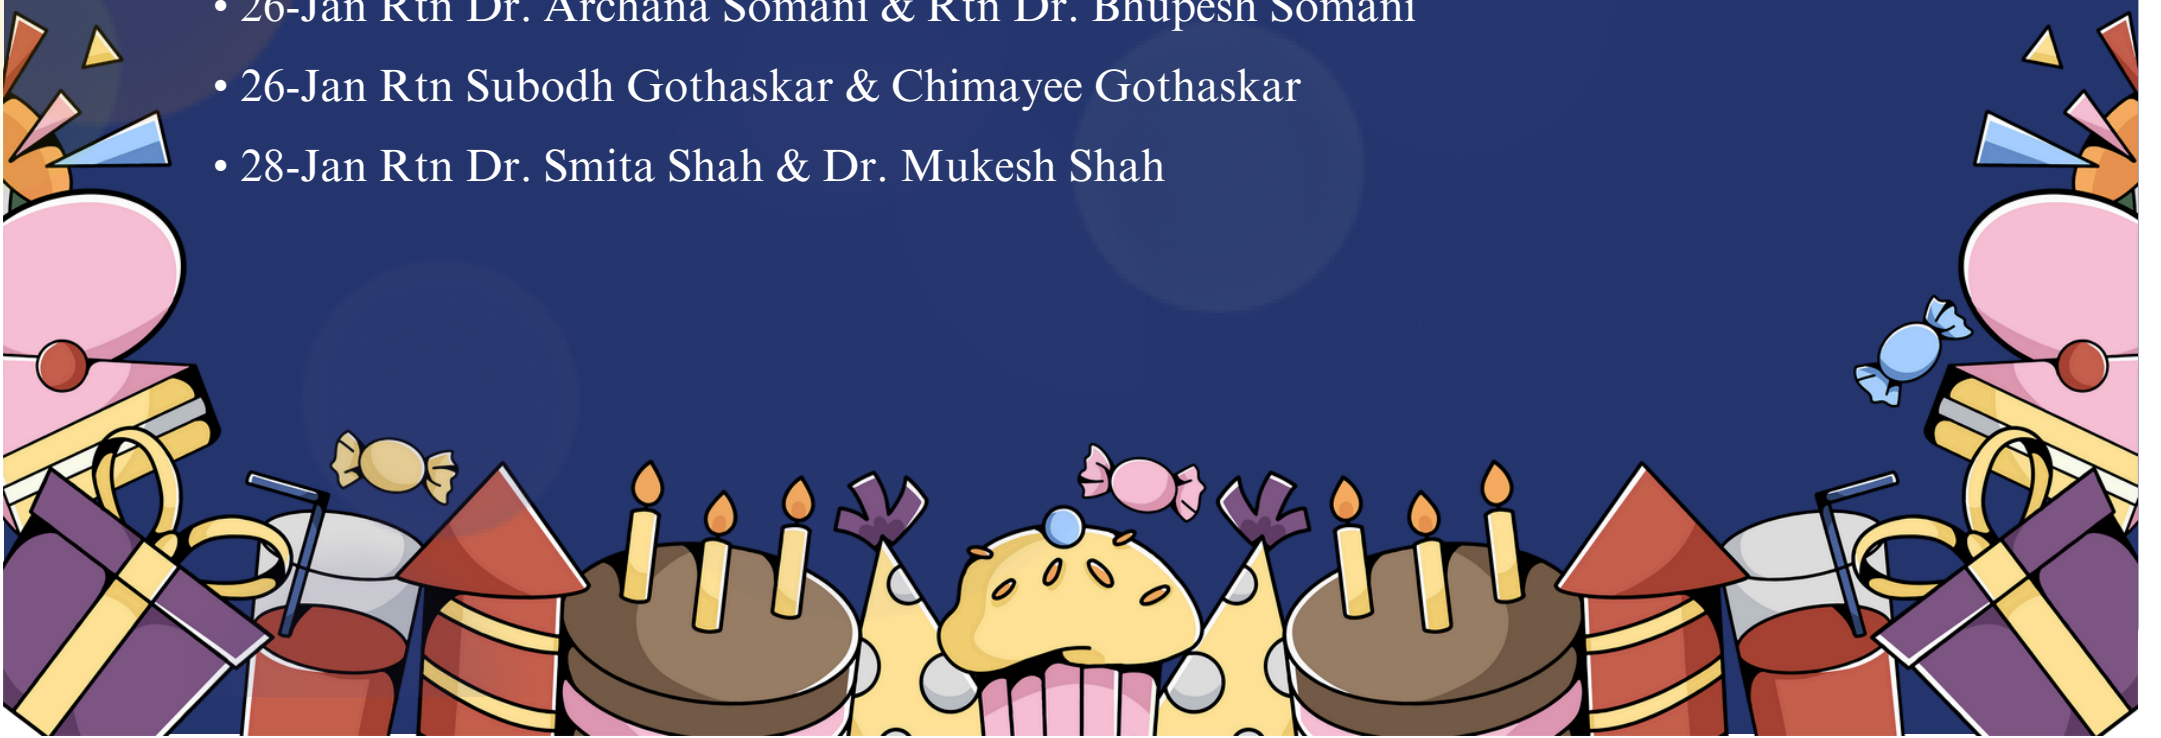 • 26-Jan Rtn Dr. Archana Somani & Rtn Dr. Bhupesh Somani
• 26-Jan Rtn Subodh Gothaskar & Chimayee Gothaskar
• 28-Jan Rtn Dr. Smita Shah & Dr. Mukesh Shah